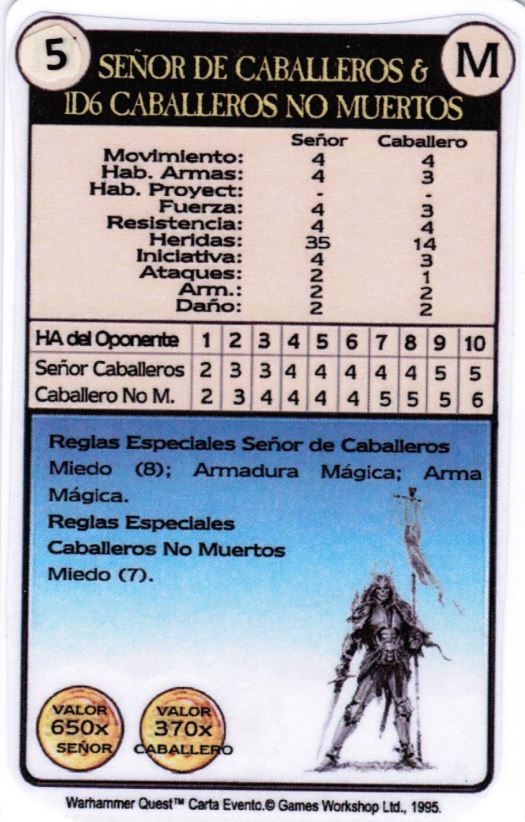 5 SEÑOR DE CABALLEROS & M
1D6 CABALLEROS NO MUERTOS
Señor Caballero
Movimiento: 4 4
Hab. Armas: 4 3
Hab. Proyect: - -
Fuerza: 4 3
Resistencia: 4 4
Heridas: 35 14
Iniciativa: 4 3
Ataques: 2 1
Arm.: 2 2
Daño: 2 2
HA del Oponente 1 2 3 4 5 6 7 8 9 10
Señor Caballeros 2 3 3 4 4 4 4 4 5 5
Caballero No M. 2 3 4 4 4 4 5 5 5 6
Reglas Especiales Señor de Caballeros
Miedo (8); Armadura Mágica; Arma
Mágica.
Reglas Especiales
Caballeros No Muertos
Miedo (7).
VALOR
650x
SEÑOR
VALOR
370x
CABALLERO
Warhammer Quest™ Carta Evento.© Games Workshop Ltd., 1995.